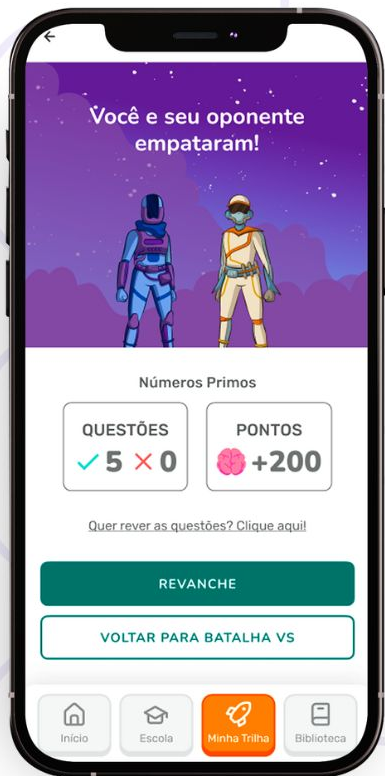 Você e seu oponente
empataram!
Números Primos
QUESTÕES
5 0
PONTOS
+200
Quer rever as questões? Clique aqui!
REVANCHE
VOLTAR PARA BATALHA VS
Início
Escola
Minha Trilha
Biblioteca